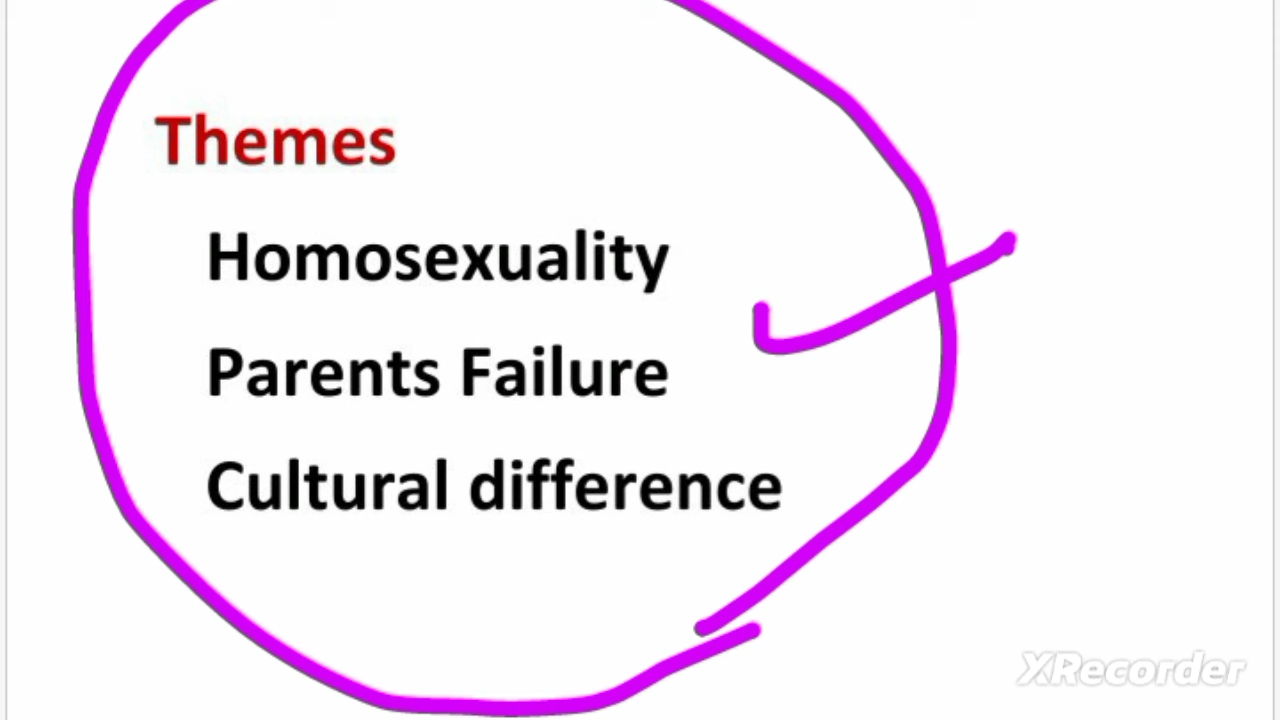 Themes
Homosexuality
Parents Failure
Cultural difference
XRecorder